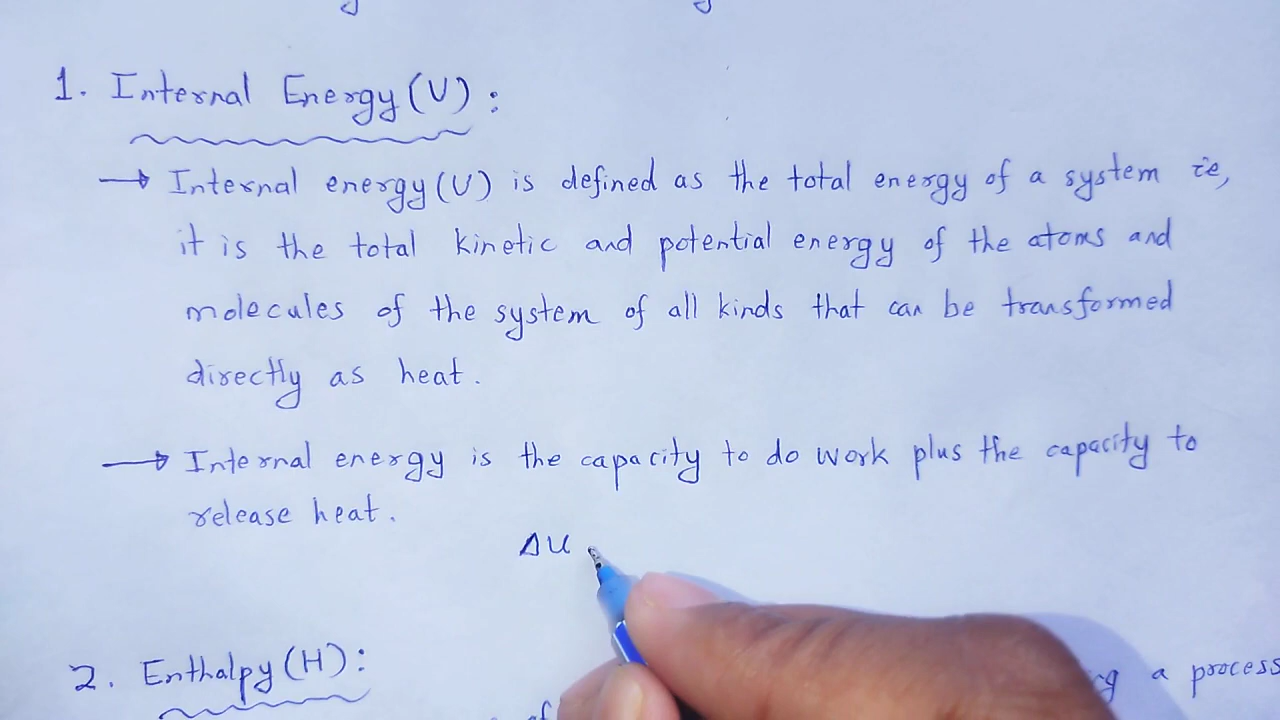 1. Internal Energy (U) :
→ Internal energy (U) is defined as the total energy of a system ie,
it is the total kinetic and potential energy of the atoms and
molecules of the system of all kinds that can be transformed
directly as heat.
→ Internal energy is the capacity to do work plus the capacity to
release heat.
ΔU
2. Enthalpy (H) :
a process
of